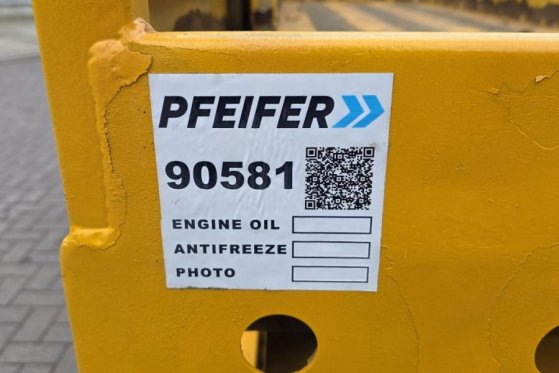 PFEIFER
90581
ENGINE OIL
ANTIFREEZE
PHOTO